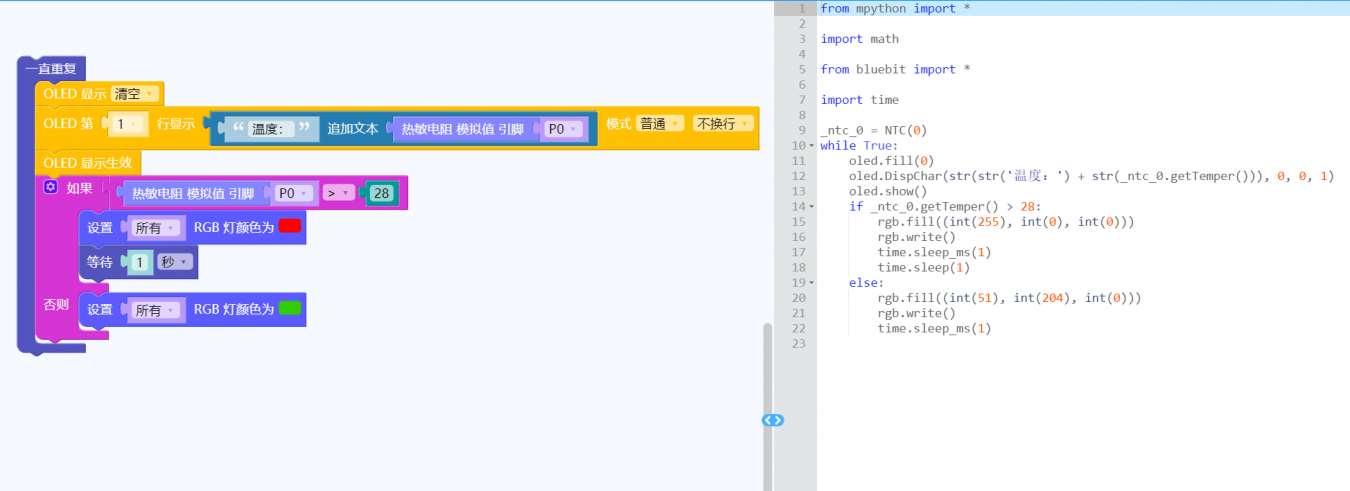 一直重复
OLED 显示 清空
OLED 第 1 行显示 “ 温度： ” 追加文本 热敏电阻 模拟值 引脚 P0 模式 普通 不换行
OLED 显示生效
如果 热敏电阻 模拟值 引脚 P0 > 28
设置 所有 RGB 灯颜色为
等待 1 秒
否则 设置 所有 RGB 灯颜色为
1 from mpython import *
2
3 import math
4
5 from bluebit import *
6
7 import time
8
9 _ntc_0 = NTC(0)
10 while True:
11 oled.fill(0)
12 oled.DispChar(str(str('温度：') + str(_ntc_0.getTemper())), 0, 0, 1)
13 oled.show()
14 if _ntc_0.getTemper() > 28:
15 rgb.fill((int(255), int(0), int(0)))
16 rgb.write()
17 time.sleep_ms(1)
18 time.sleep(1)
19 else:
20 rgb.fill((int(51), int(204), int(0)))
21 rgb.write()
22 time.sleep_ms(1)
23